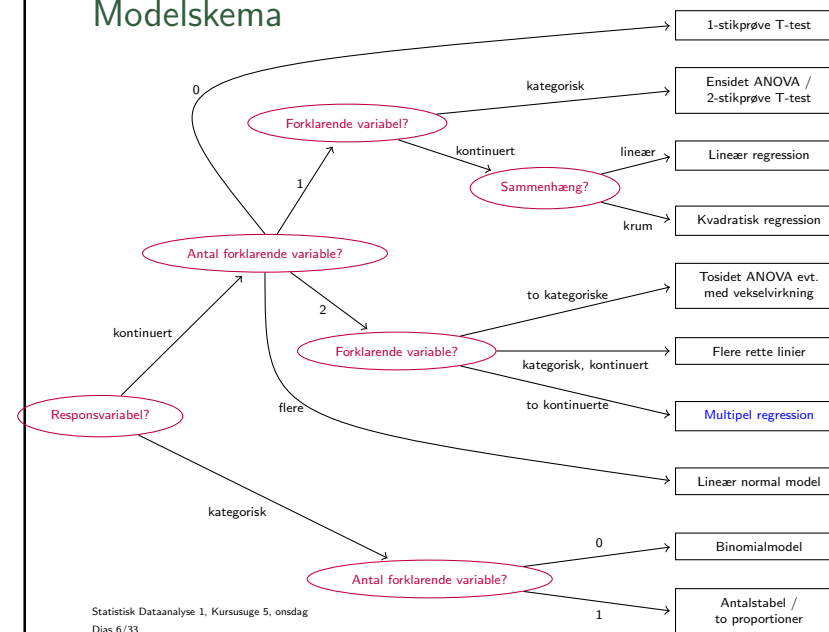 Modelskema
1-stikprøve T-test
0
kategorisk
Ensidet ANOVA /
2-stikprøve T-test
Forklarende variabel?
kontinuert
lineær
Lineær regression
1
Sammenhæng?
krum
Kvadratisk regression
Antal forklarende variable?
to kategoriske
Tosidet ANOVA evt.
med vekselvirkning
2
kontinuert
Forklarende variable?
kategorisk, kontinuert
Flere rette linier
to kontinuerte
Multipel regression
Responsvariabel?
flere
Lineær normal model
kategorisk
0
Binomialmodel
Antal forklarende variable?
1
Antalstabel /
to proportioner
Statistisk Dataanalyse 1, Kursusuge 5, onsdag
Dias 6/33